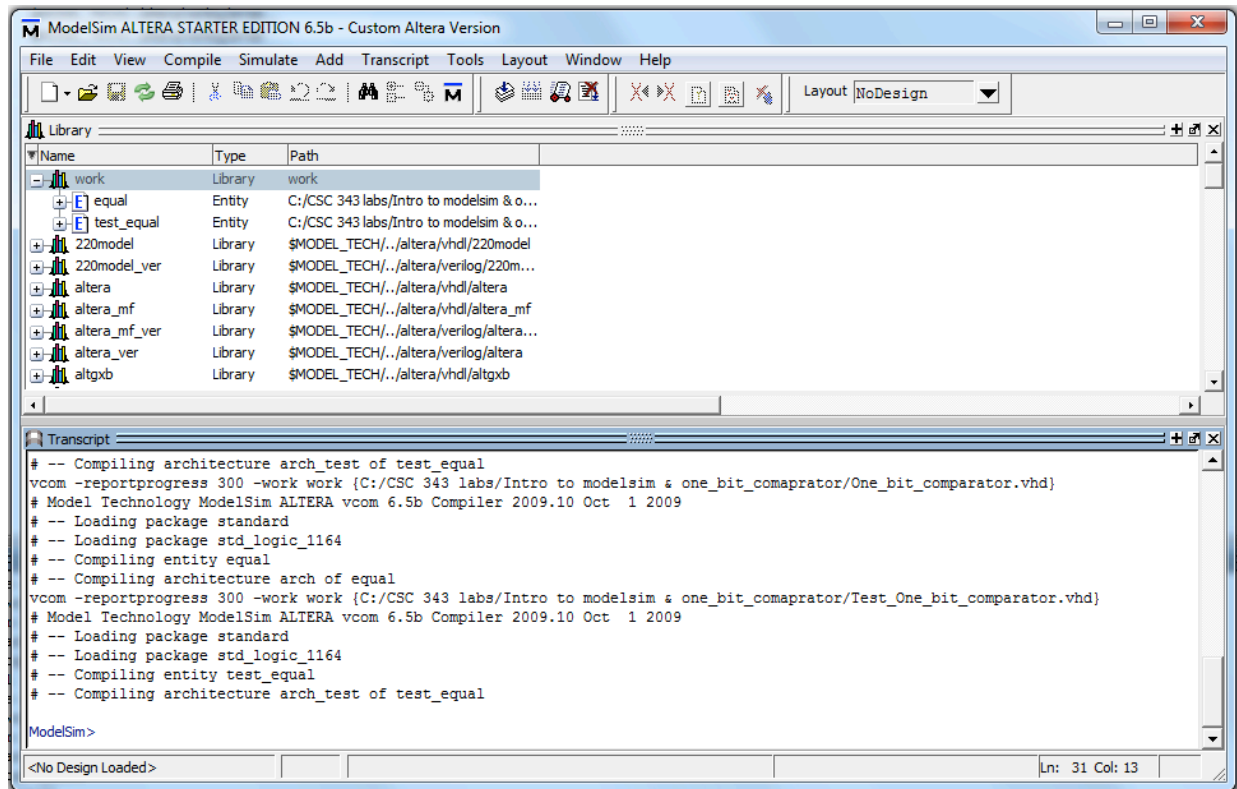 ModelSim ALTERA STARTER EDITION 6.5b - Custom Altera Version
File Edit View Compile Simulate Add Transcript Tools Layout Window Help
Layout NoDesign
Library
Name Type Path
work Library work
equal Entity C:/CSC 343 labs/Intro to modelsim & o...
test_equal Entity C:/CSC 343 labs/Intro to modelsim & o...
220model Library $MODEL_TECH/../altera/vhdl/220model
220model_ver Library $MODEL_TECH/../altera/verilog/220m...
altera Library $MODEL_TECH/../altera/vhdl/altera
altera_mf Library $MODEL_TECH/../altera/vhdl/altera_mf
altera_mf_ver Library $MODEL_TECH/../altera/verilog/altera...
altera_ver Library $MODEL_TECH/../altera/verilog/altera
altgxb Library $MODEL_TECH/../altera/vhdl/altgxb
Transcript
# -- Compiling architecture arch_test of test_equal
vcom -reportprogress 300 -work work {C:/CSC 343 labs/Intro to modelsim & one_bit_comaprator/One_bit_comparator.vhd}
# Model Technology ModelSim ALTERA vcom 6.5b Compiler 2009.10 Oct  1 2009
# -- Loading package standard
# -- Loading package std_logic_1164
# -- Compiling entity equal
# -- Compiling architecture arch of equal
vcom -reportprogress 300 -work work {C:/CSC 343 labs/Intro to modelsim & one_bit_comaprator/Test_One_bit_comparator.vhd}
# Model Technology ModelSim ALTERA vcom 6.5b Compiler 2009.10 Oct  1 2009
# -- Loading package standard
# -- Loading package std_logic_1164
# -- Compiling entity test_equal
# -- Compiling architecture arch_test of test_equal
ModelSim>
<No Design Loaded> Ln: 31 Col: 13